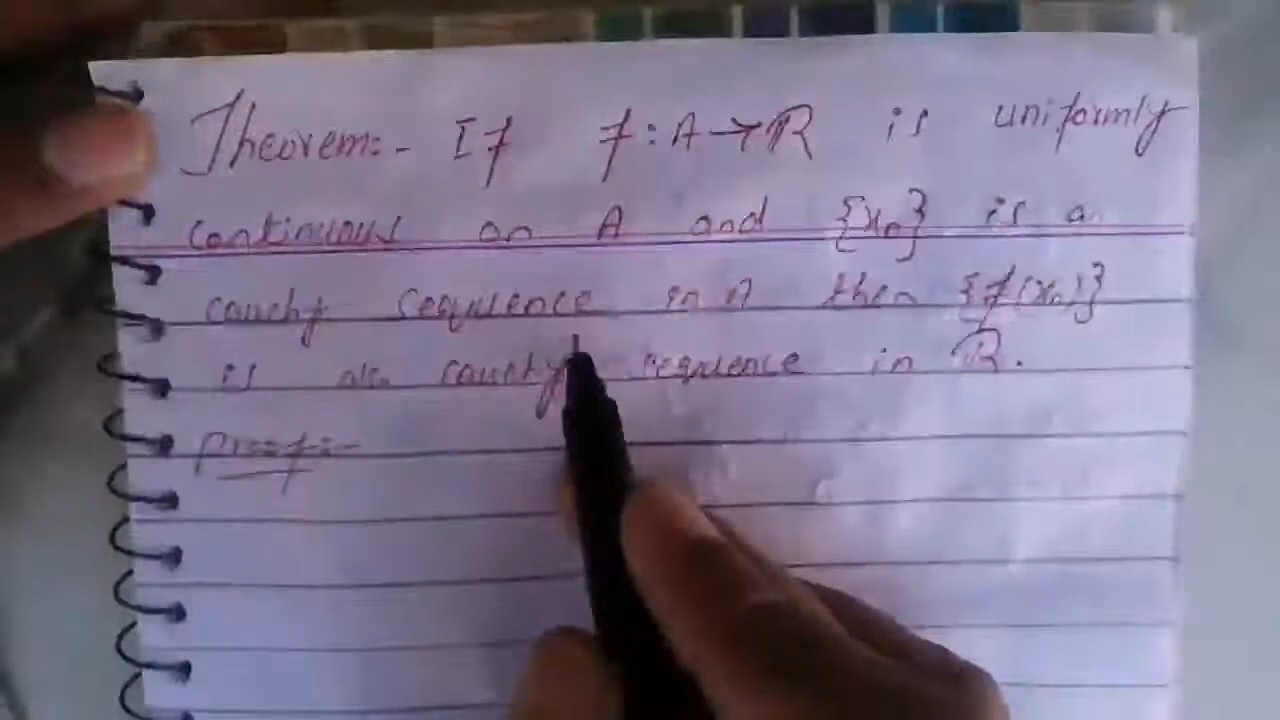 Theorem:- If f: A→R is uniformly
continuous on A and {xn} is a
cauchy sequence in A then {f(xn)}
is also cauchy sequence in R.
Proof:-